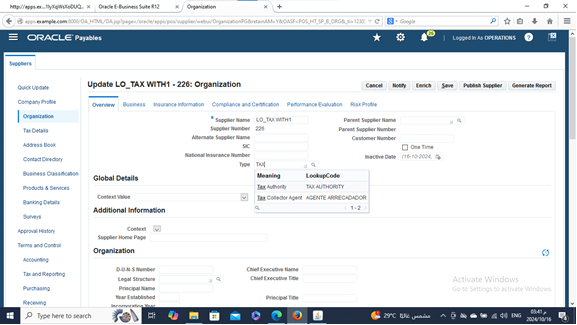 http://apps.ex.../IyXqWsXoDUQ...
Oracle E-Business Suite R12
Organization
apps.example.com:8000/OA_HTML/OA.jsp?page=/oracle/apps/pos/supplier/webui/OrganizationPG&retainAM=Y&OASF=POS_HT_SP_B_ORG&_ti=1230
Google
ORACLE Payables
Logged In As OPERATIONS
Suppliers
Update LO_TAX WITH1 - 226: Organization
Cancel Notify Enrich Save Publish Supplier Generate Report
Quick Update
Company Profile
Organization
Tax Details
Address Book
Contact Directory
Business Classification
Products & Services
Banking Details
Surveys
Approval History
Terms and Control
Accounting
Tax and Reporting
Purchasing
Receiving
Overview Business Insurance Information Compliance and Certification Performance Evaluation Risk Profile
* Supplier Name LO_TAX WITH1
Supplier Number 226
Alternate Supplier Name
SIC
National Insurance Number
Type TAX
Parent Supplier Name
Parent Supplier Number
Customer Number
One Time
Inactive Date (16-10-2024,
Meaning LookupCode
Tax Authority TAX AUTHORITY
Tax Collector Agent AGENTE ARRECADADOR
1 - 2
Global Details
Context Value
Additional Information
Context
Supplier Home Page
Organization
D-U-N-S Number
Legal Structure
Principal Name
Year Established
Incorporation Year
Chief Executive Name
Chief Executive Title
Principal Title
Activate Windows
Go to Settings to activate Windows.
Type here to search
29°C مشمس غالبًا
ENG
03:41 م
2024/10/16